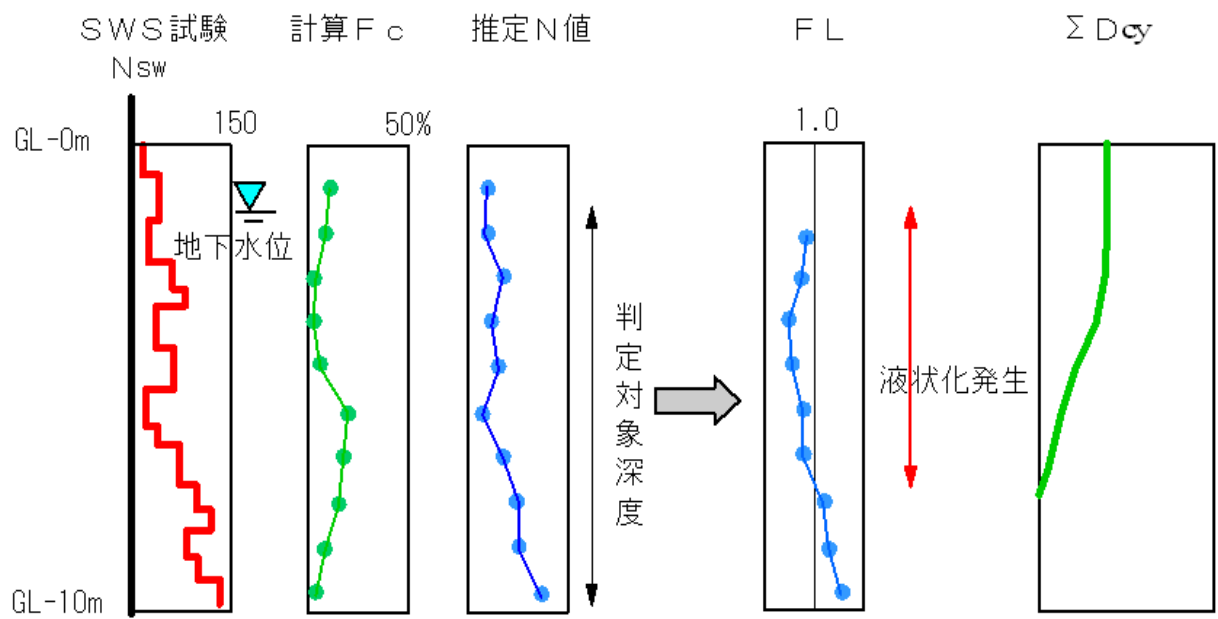 ＳＷＳ試験
Nsw
計算Ｆｃ
推定Ｎ値
ＦＬ
ΣＤcy
150
50%
1.0
GL-0m
地下水位
判定対象深度
液状化発生
GL-10m